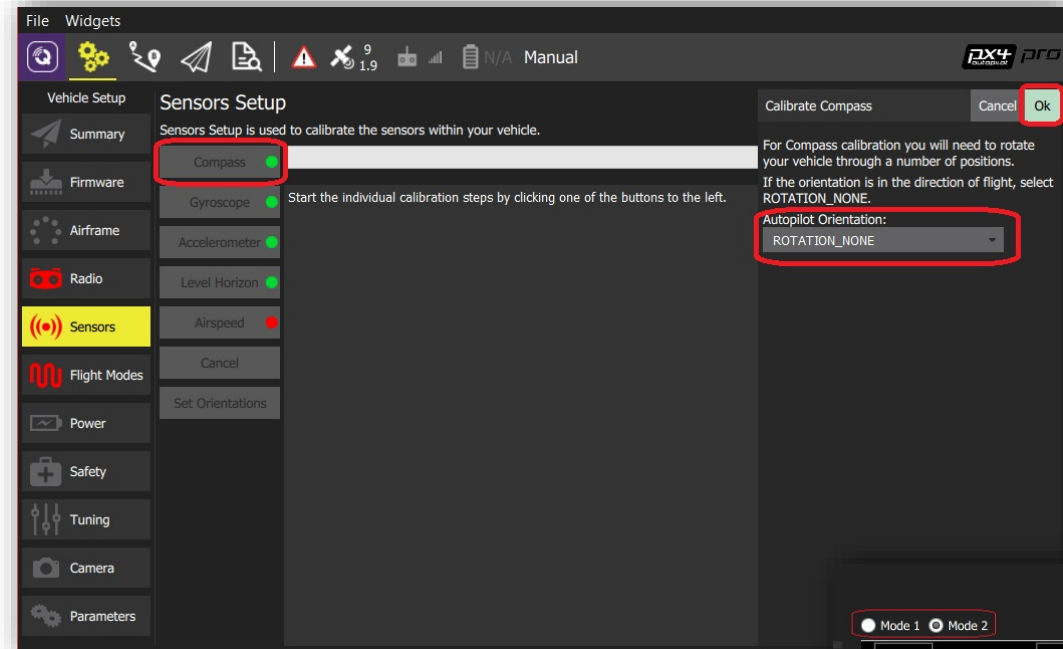 File Widgets
9
1.9
N/A Manual
px4 pro
autopilot
Vehicle Setup
Summary
Firmware
Airframe
Radio
Sensors
Flight Modes
Power
Safety
Tuning
Camera
Parameters
Sensors Setup
Sensors Setup is used to calibrate the sensors within your vehicle.
Compass
Gyroscope
Accelerometer
Level Horizon
Airspeed
Cancel
Set Orientations
Start the individual calibration steps by clicking one of the buttons to the left.
Calibrate Compass Cancel Ok
For Compass calibration you will need to rotate
your vehicle through a number of positions.
If the orientation is in the direction of flight, select
ROTATION_NONE.
Autopilot Orientation:
ROTATION_NONE
Mode 1 Mode 2